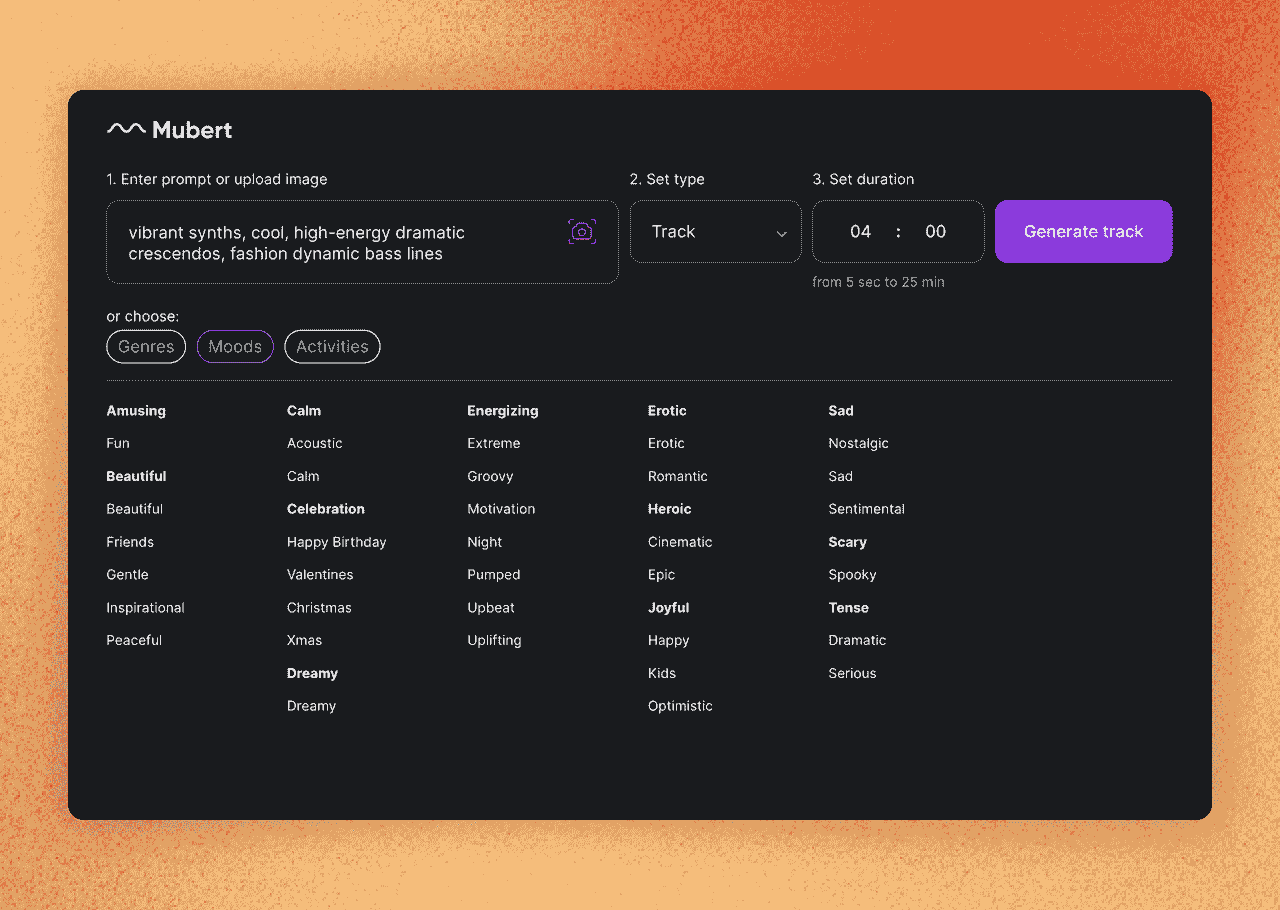 Mubert
1. Enter prompt or upload image
vibrant synths, cool, high-energy dramatic
crescendos, fashion dynamic bass lines
2. Set type
Track
3. Set duration
04 : 00
from 5 sec to 25 min
Generate track
or choose:
Genres
Moods
Activities
Amusing
Fun
Beautiful
Beautiful
Friends
Gentle
Inspirational
Peaceful
Calm
Acoustic
Calm
Celebration
Happy Birthday
Valentines
Christmas
Xmas
Dreamy
Dreamy
Energizing
Extreme
Groovy
Motivation
Night
Pumped
Upbeat
Uplifting
Erotic
Erotic
Romantic
Heroic
Cinematic
Epic
Joyful
Happy
Kids
Optimistic
Sad
Nostalgic
Sad
Sentimental
Scary
Spooky
Tense
Dramatic
Serious